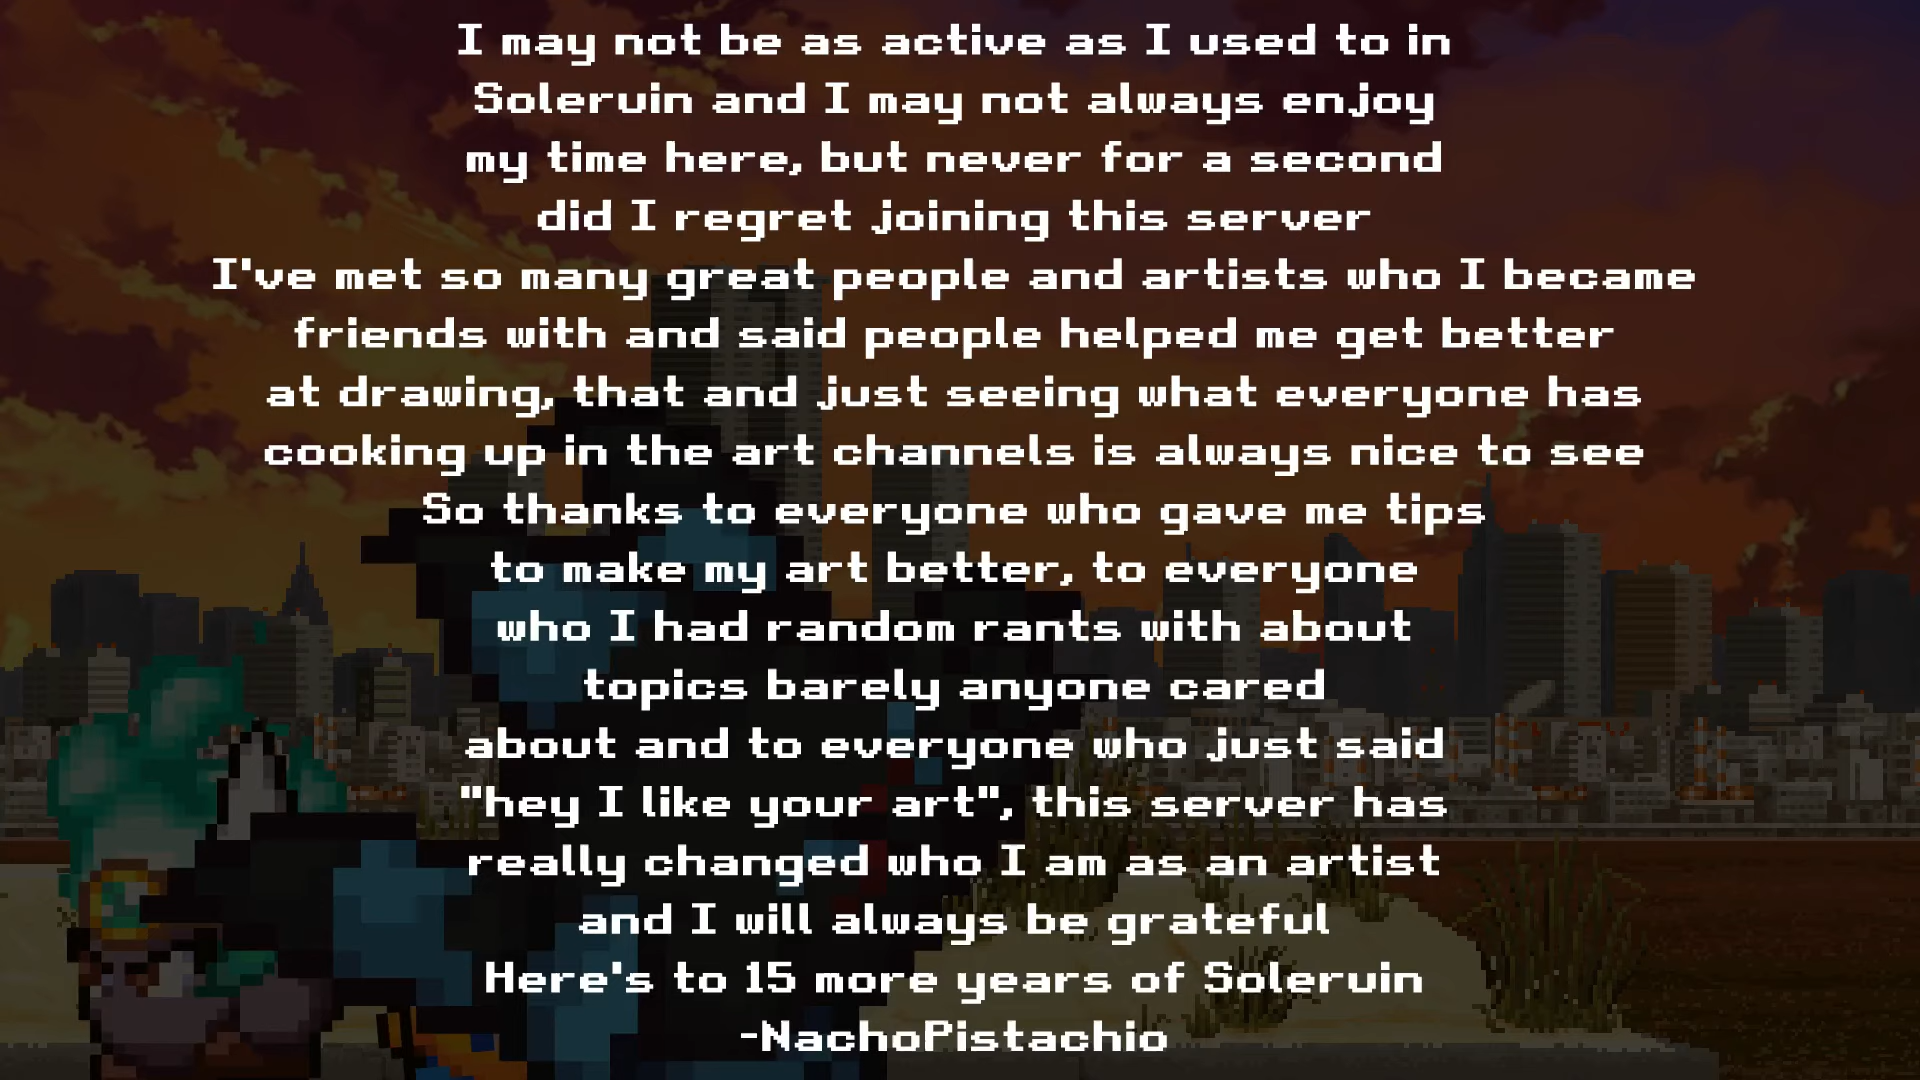 I may not be as active as I used to in
Soleruin and I may not always enjoy
my time here, but never for a second
did I regret joining this server
I've met so many great people and artists who I became
friends with and said people helped me get better
at drawing, that and just seeing what everyone has
cooking up in the art channels is always nice to see
So thanks to everyone who gave me tips
to make my art better, to everyone
who I had random rants with about
topics barely anyone cared
about and to everyone who just said
"hey I like your art", this server has
really changed who I am as an artist
and I will always be grateful
Here's to 15 more years of Soleruin
-NachoPistachio